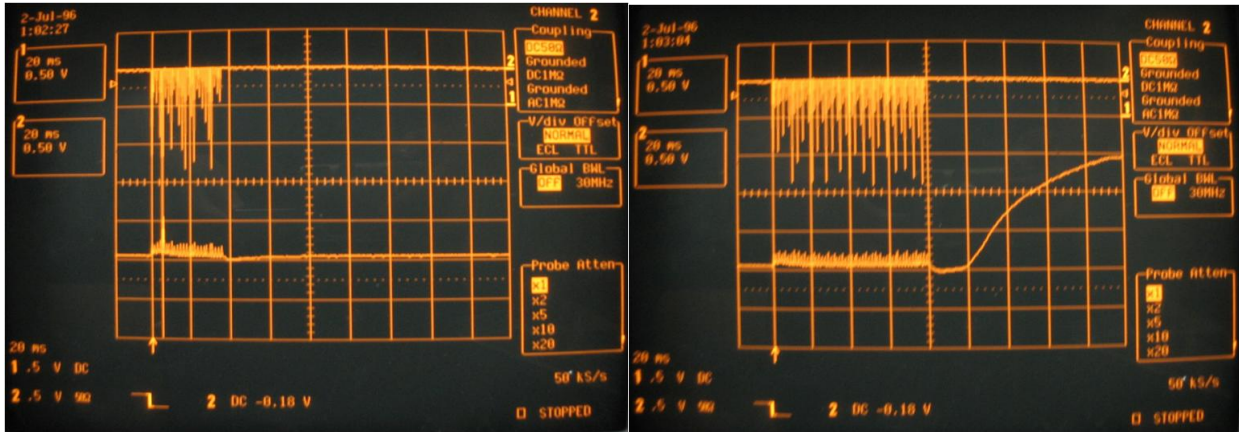 2-Jul-96
1:02:27
1
20 ms
0.50 V
2
20 ms
0.50 V
CHANNEL 2
Coupling
DC50Ω
Grounded
DC1MΩ
Grounded
AC1MΩ
V/div Offset
NORMAL
ECL TTL
Global BWL
OFF 30MHz
Probe Atten
x1
x2
x5
x10
x20
2
1
20 ms
1 .5 V DC
2 .5 V 50Ω
2 DC -0.18 V
50 kS/s
STOPPED
2-Jul-96
1:03:04
1
20 ms
0.50 V
2
20 ms
0.50 V
CHANNEL 2
Coupling
DC50Ω
Grounded
DC1MΩ
Grounded
AC1MΩ
V/div Offset
NORMAL
ECL TTL
Global BWL
OFF 30MHz
Probe Atten
x1
x2
x5
x10
x20
2
1
20 ms
1 .5 V DC
2 .5 V 50Ω
2 DC -0.18 V
50 kS/s
STOPPED